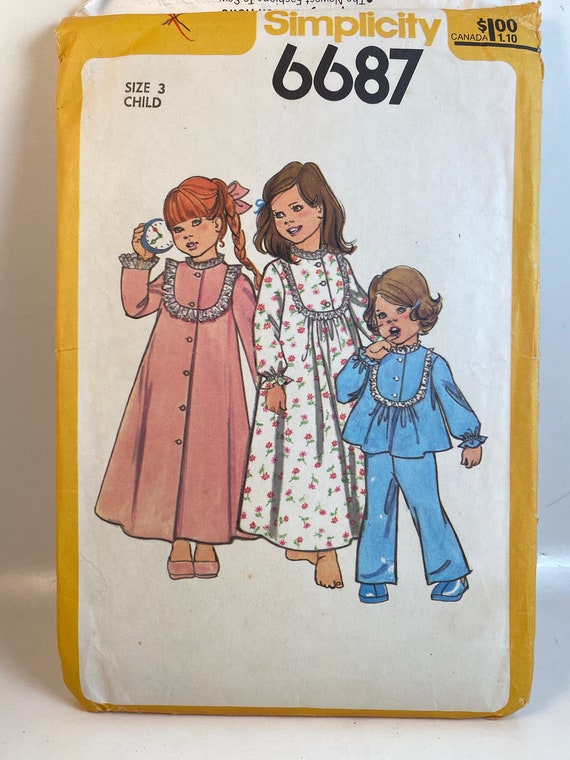 Simplicity
6687
$1.00
CANADA 1.10
SIZE 3
CHILD